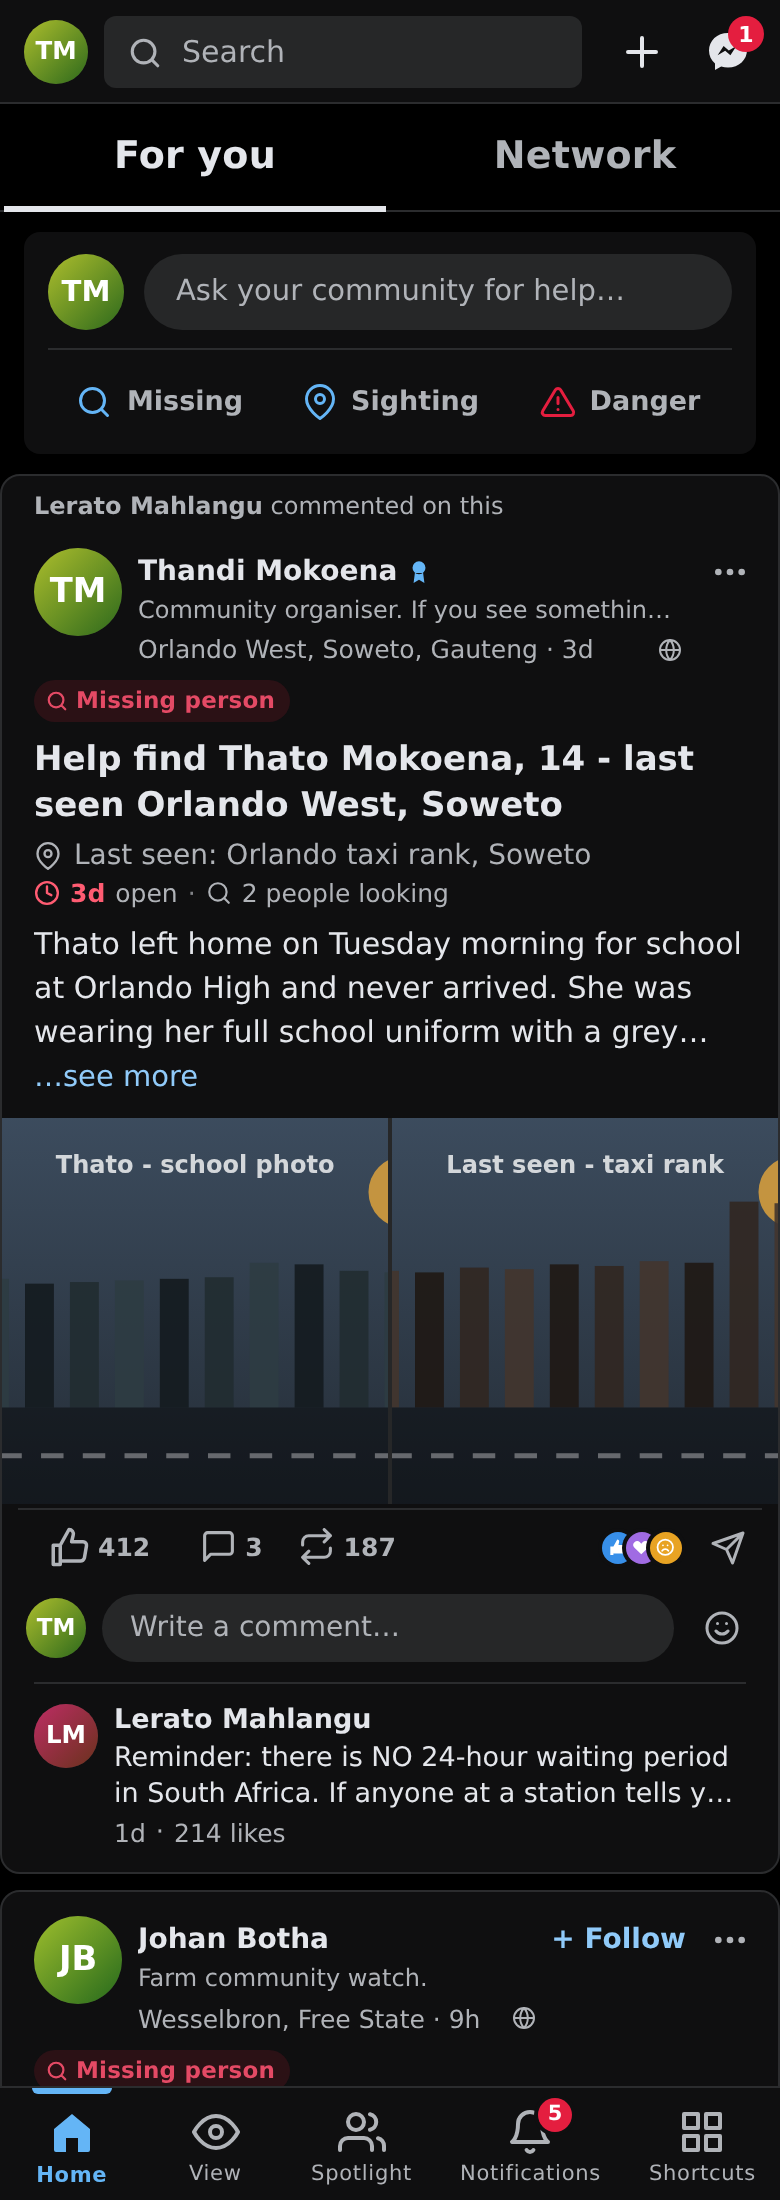 TM
Search
1
For you
Network
TM
Ask your community for help...
Missing
Sighting
Danger
Lerato Mahlangu commented on this
TM
Thandi Mokoena
Community organiser. If you see somethin...
Orlando West, Soweto, Gauteng · 3d
Missing person
Help find Thato Mokoena, 14 - last
seen Orlando West, Soweto
Last seen: Orlando taxi rank, Soweto
3d open · 2 people looking
Thato left home on Tuesday morning for school
at Orlando High and never arrived. She was
wearing her full school uniform with a grey...
...see more
Thato - school photo
Last seen - taxi rank
412
3
187
TM
Write a comment...
LM
Lerato Mahlangu
Reminder: there is NO 24-hour waiting period
in South Africa. If anyone at a station tells y...
1d · 214 likes
JB
Johan Botha
+ Follow
Farm community watch.
Wesselbron, Free State · 9h
Missing person
Home
View
Spotlight
5
Notifications
Shortcuts